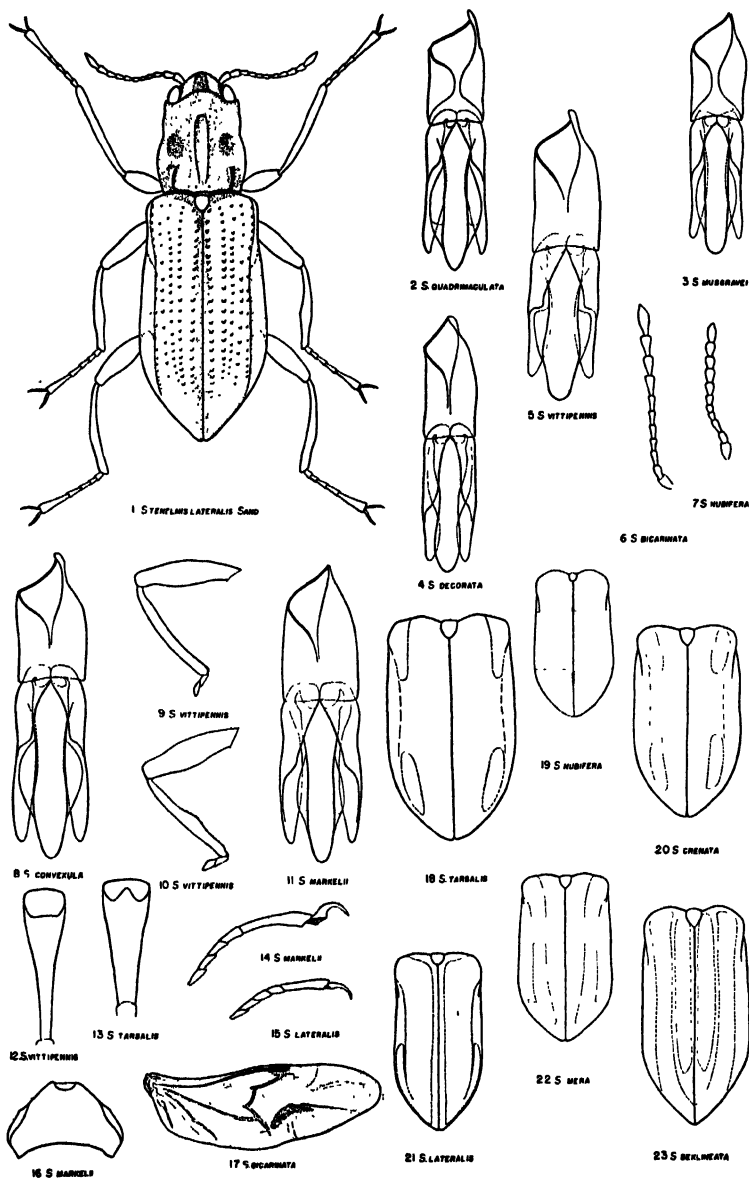 1 STENELMIS LATERALIS SAND
2 S. QUADRIMAGULATA
3 S MUSGRAVEI
4 S DECORATA
5 S VITTIPENNIS
6 S BICARINATA
7 S NUBIFERA
8 S CONVEXULA
9 S VITTIPENNIS
10 S VITTIPENNIS
11 S MARKELII
12 S. VITTIPENNIS
13 S TARSALIS
14 S MARKELII
15 S LATERALIS
16 S MARKELII
17 S. BICARINATA
18 S. TARSALIS
19 S NUBIFERA
20 S CRENATA
21 S. LATERALIS
22 S MERA
23 S BEXLINEATA